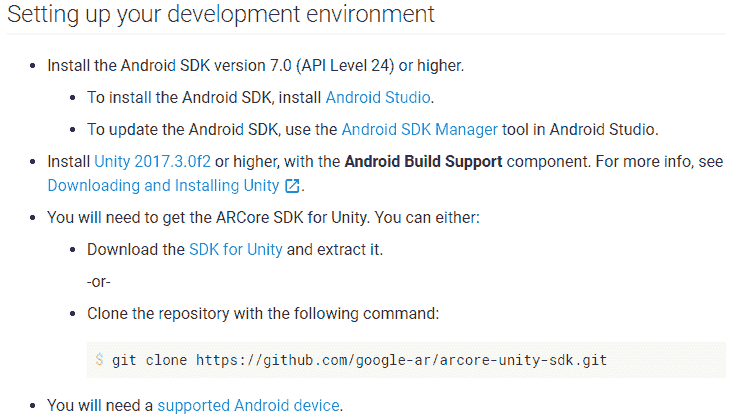 Setting up your development environment
• Install the Android SDK version 7.0 (API Level 24) or higher.
• To install the Android SDK, install Android Studio.
• To update the Android SDK, use the Android SDK Manager tool in Android Studio.
• Install Unity 2017.3.0f2 or higher, with the Android Build Support component. For more info, see
Downloading and Installing Unity.
• You will need to get the ARCore SDK for Unity. You can either:
• Download the SDK for Unity and extract it.
-or-
• Clone the repository with the following command:
$ git clone https://github.com/google-ar/arcore-unity-sdk.git
• You will need a supported Android device.